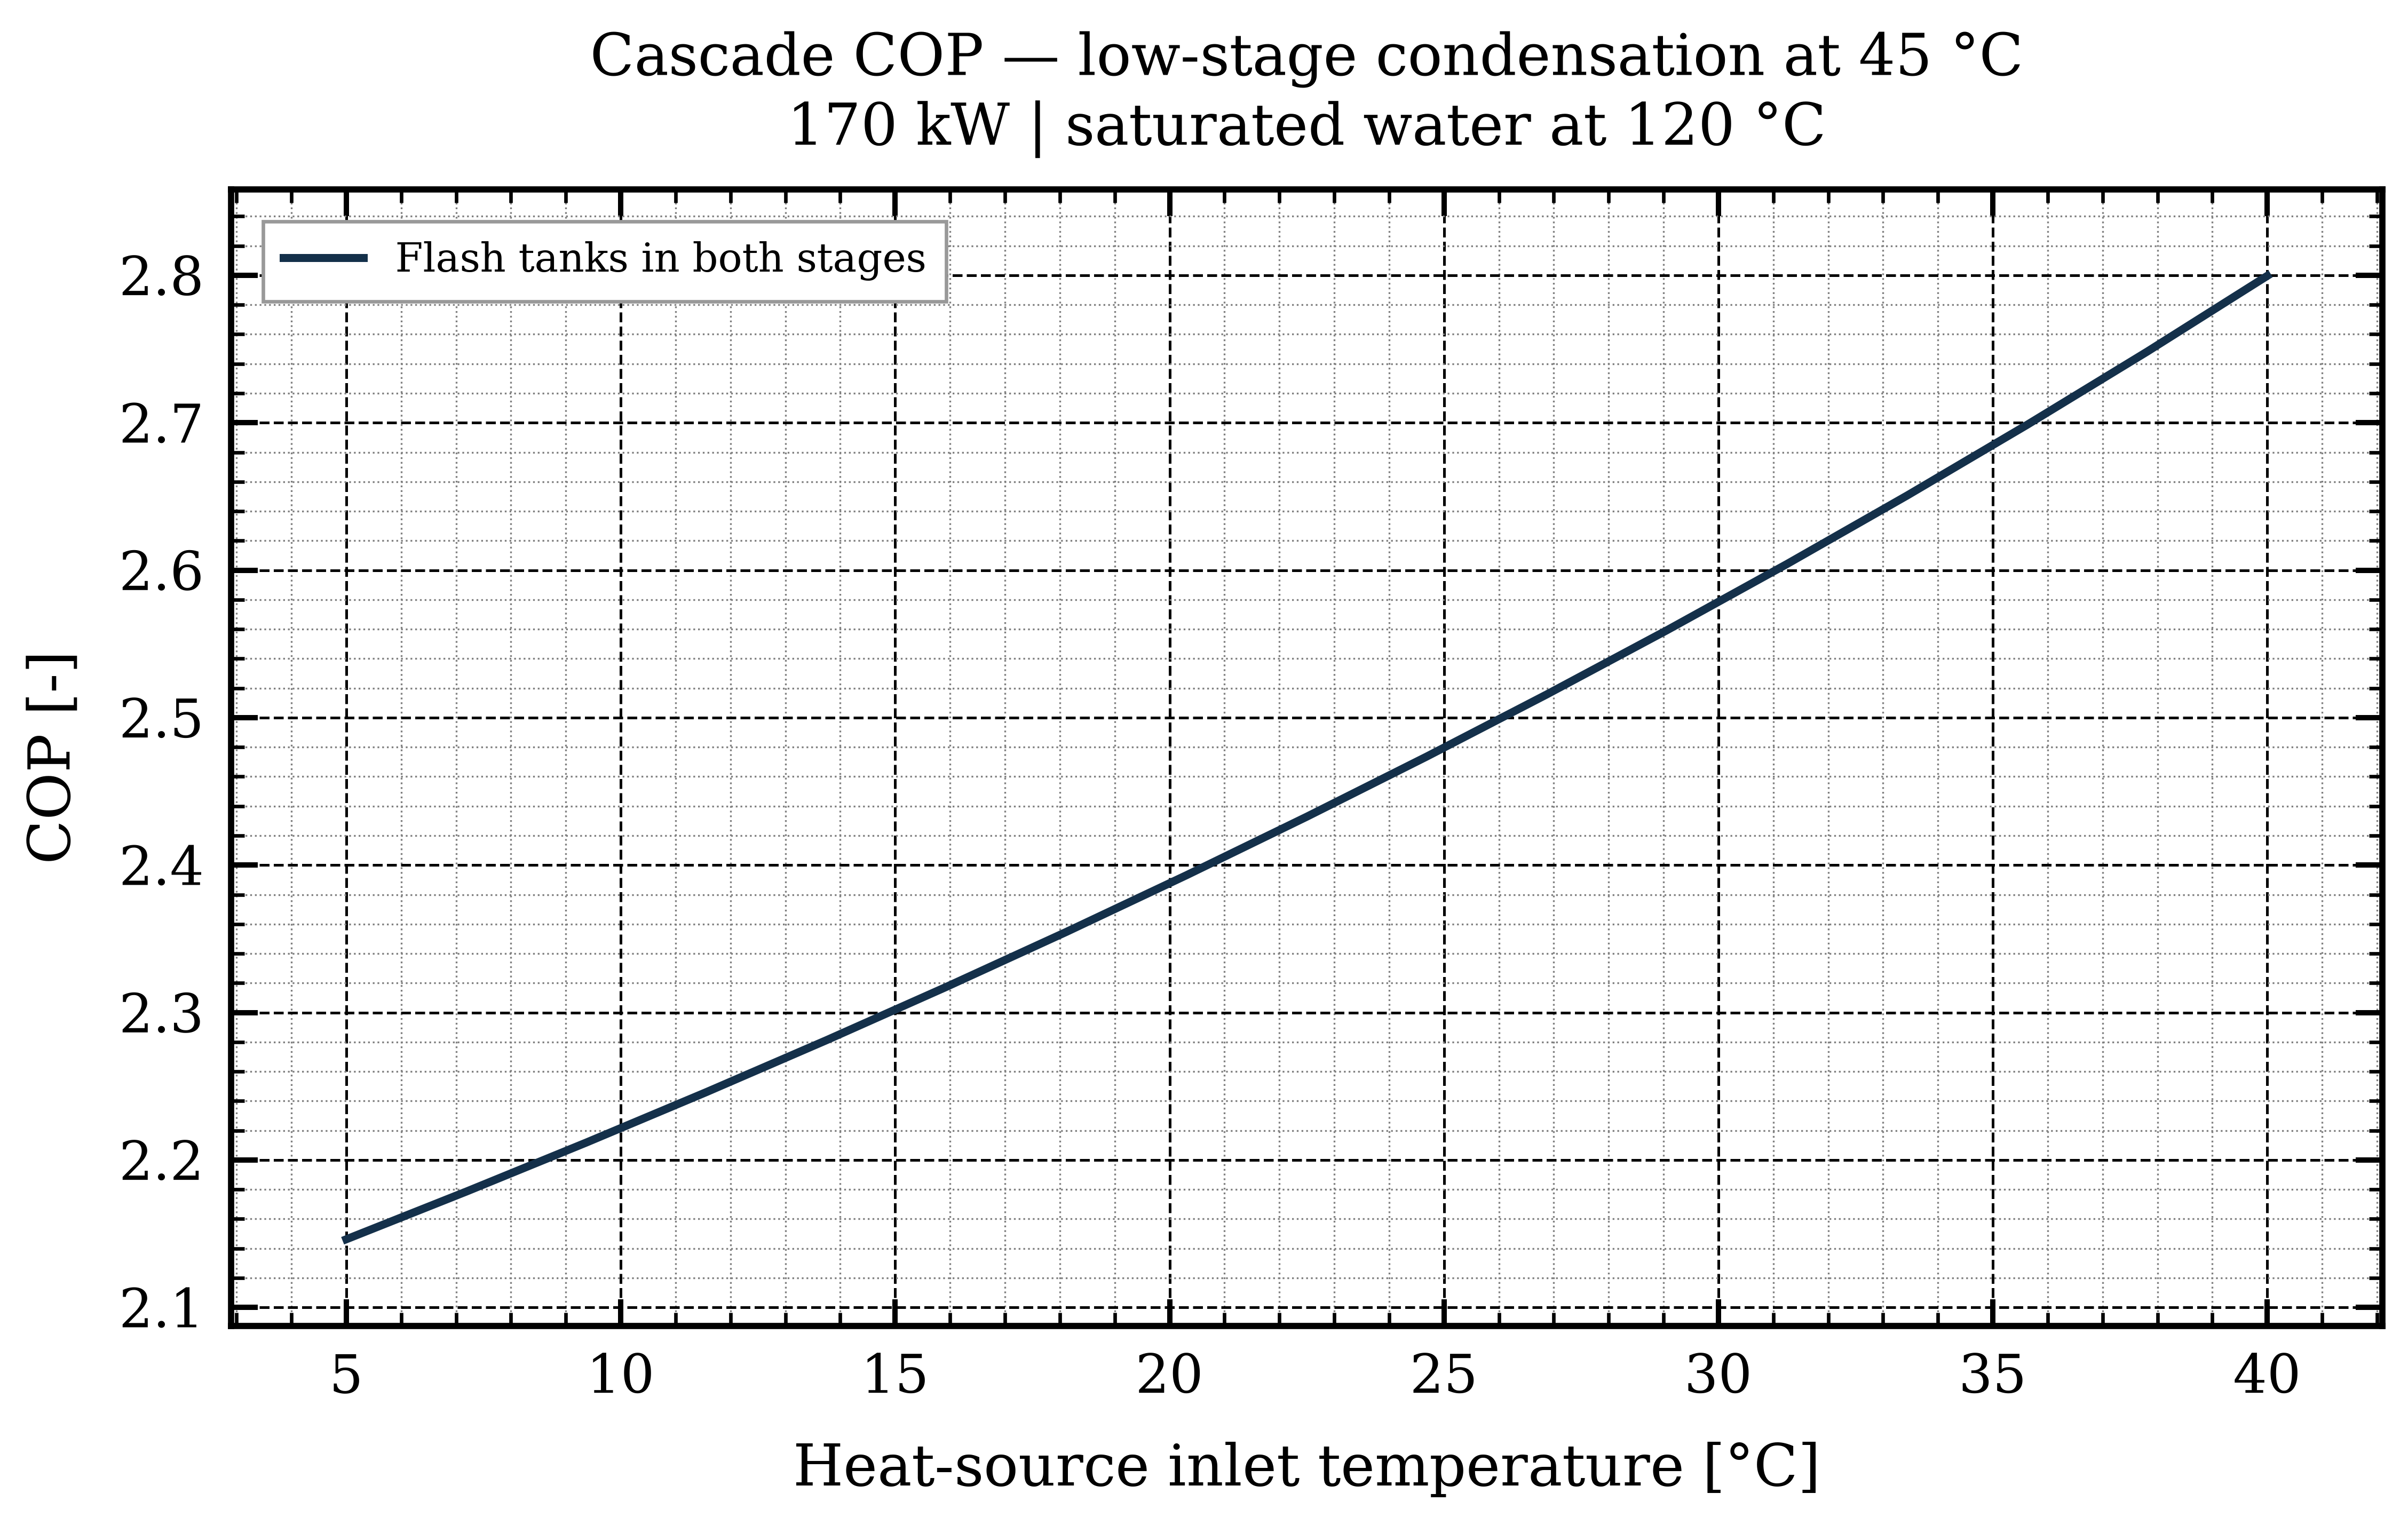 Cascade COP — low-stage condensation at 45 °C
170 kW | saturated water at 120 °C
Flash tanks in both stages
2.8
2.7
2.6
2.5
2.4
2.3
2.2
2.1
COP [-]
5 10 15 20 25 30 35 40
Heat-source inlet temperature [°C]